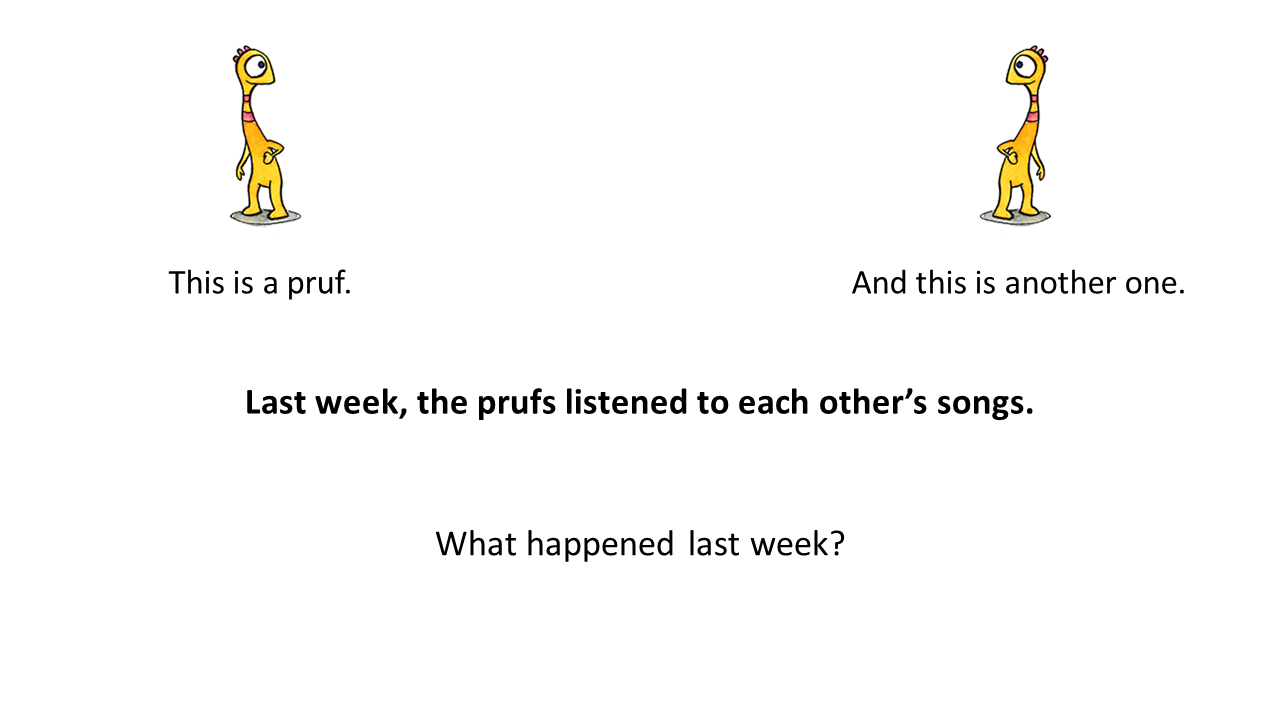 This is a pruf.
And this is another one.
Last week, the prufs listened to each other’s songs.
What happened last week?